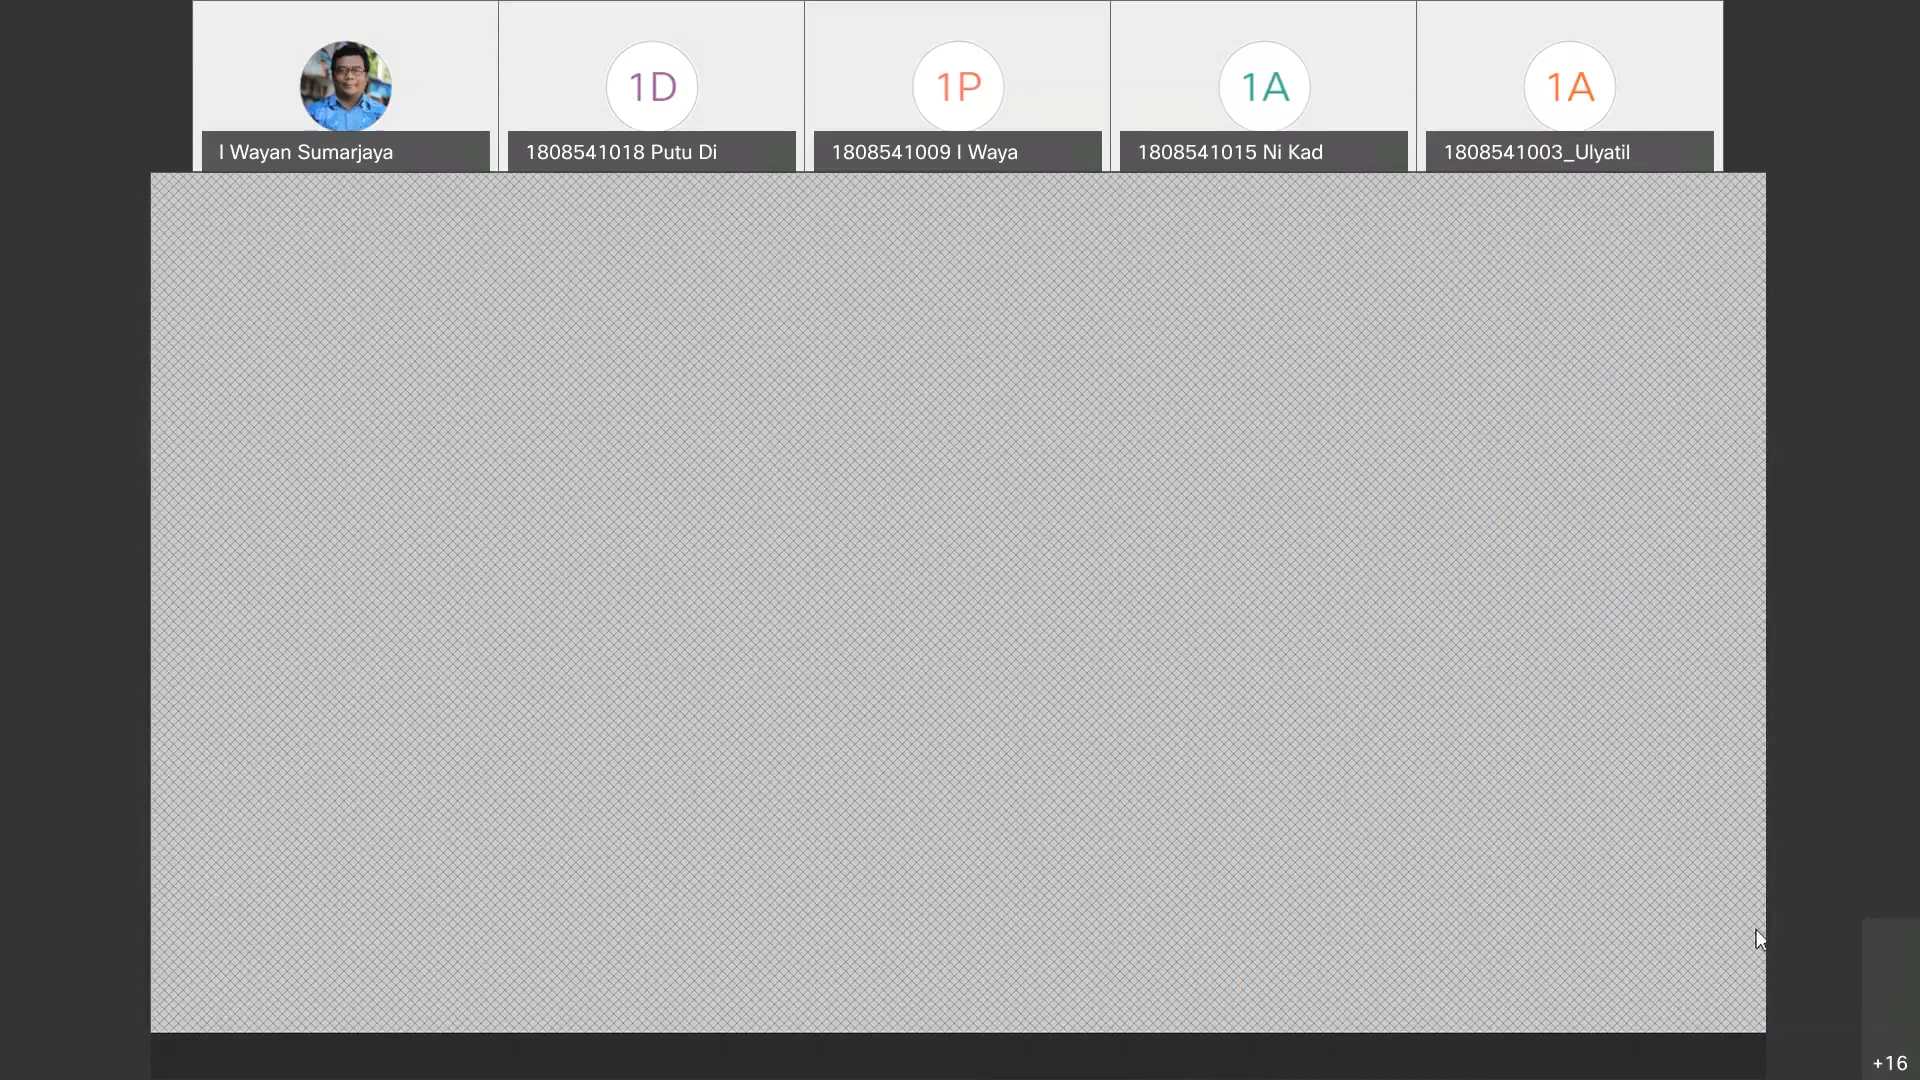 1D
1P
1A
1A
I Wayan Sumarjaya
1808541018 Putu Di
1808541009 I Waya
1808541015 Ni Kad
1808541003_Ulyatil
+16